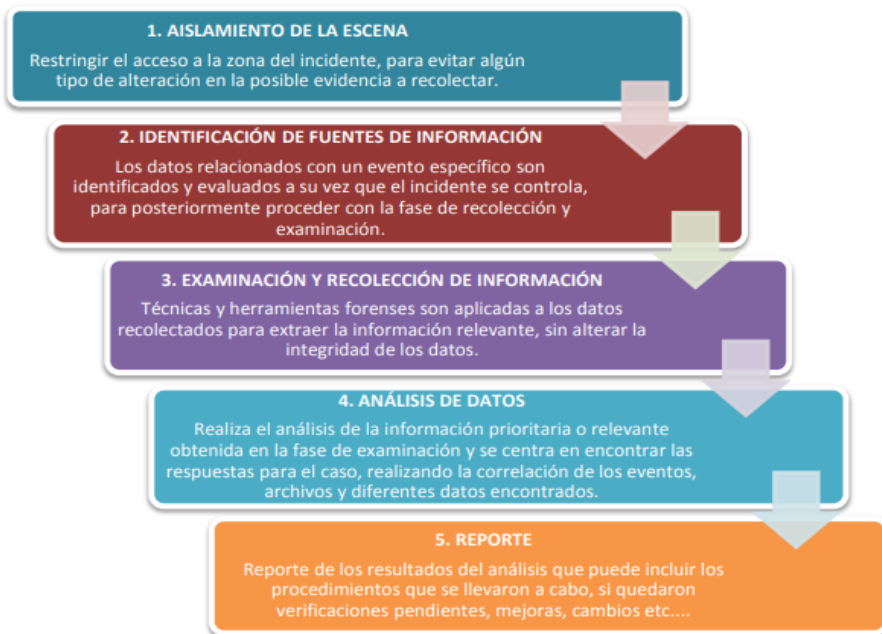 1. AISLAMIENTO DE LA ESCENA
Restringir el acceso a la zona del incidente, para evitar algún
tipo de alteración en la posible evidencia a recolectar.
2. IDENTIFICACIÓN DE FUENTES DE INFORMACIÓN
Los datos relacionados con un evento específico son
identificados y evaluados a su vez que el incidente se controla,
para posteriormente proceder con la fase de recolección y
examinación.
3. EXAMINACIÓN Y RECOLECCIÓN DE INFORMACIÓN
Técnicas y herramientas forenses son aplicadas a los datos
recolectados para extraer la información relevante, sin alterar la
integridad de los datos.
4. ANÁLISIS DE DATOS
Realiza el análisis de la información prioritaria o relevante
obtenida en la fase de examinación y se centra en encontrar las
respuestas para el caso, realizando la correlación de los eventos,
archivos y diferentes datos encontrados.
5. REPORTE
Reporte de los resultados del análisis que puede incluir los
procedimientos que se llevaron a cabo, si quedaron
verificaciones pendientes, mejoras, cambios etc....